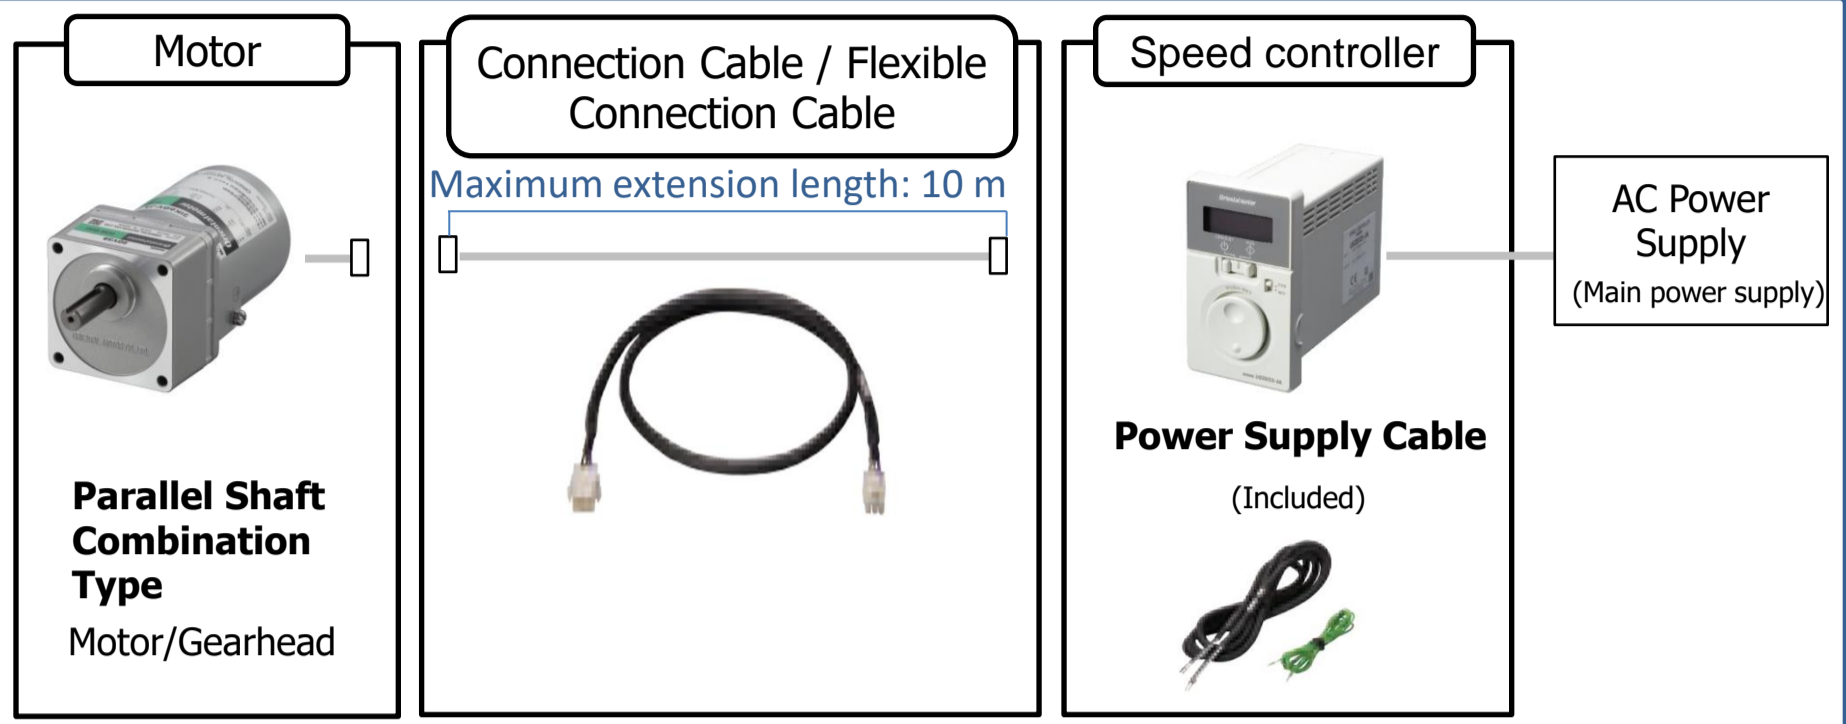 Motor
Parallel Shaft
Combination
Type
Motor/Gearhead
Connection Cable / Flexible
Connection Cable
Maximum extension length: 10 m
Speed controller
Orientalmotor
Power Supply Cable
(Included)
AC Power
Supply
(Main power supply)